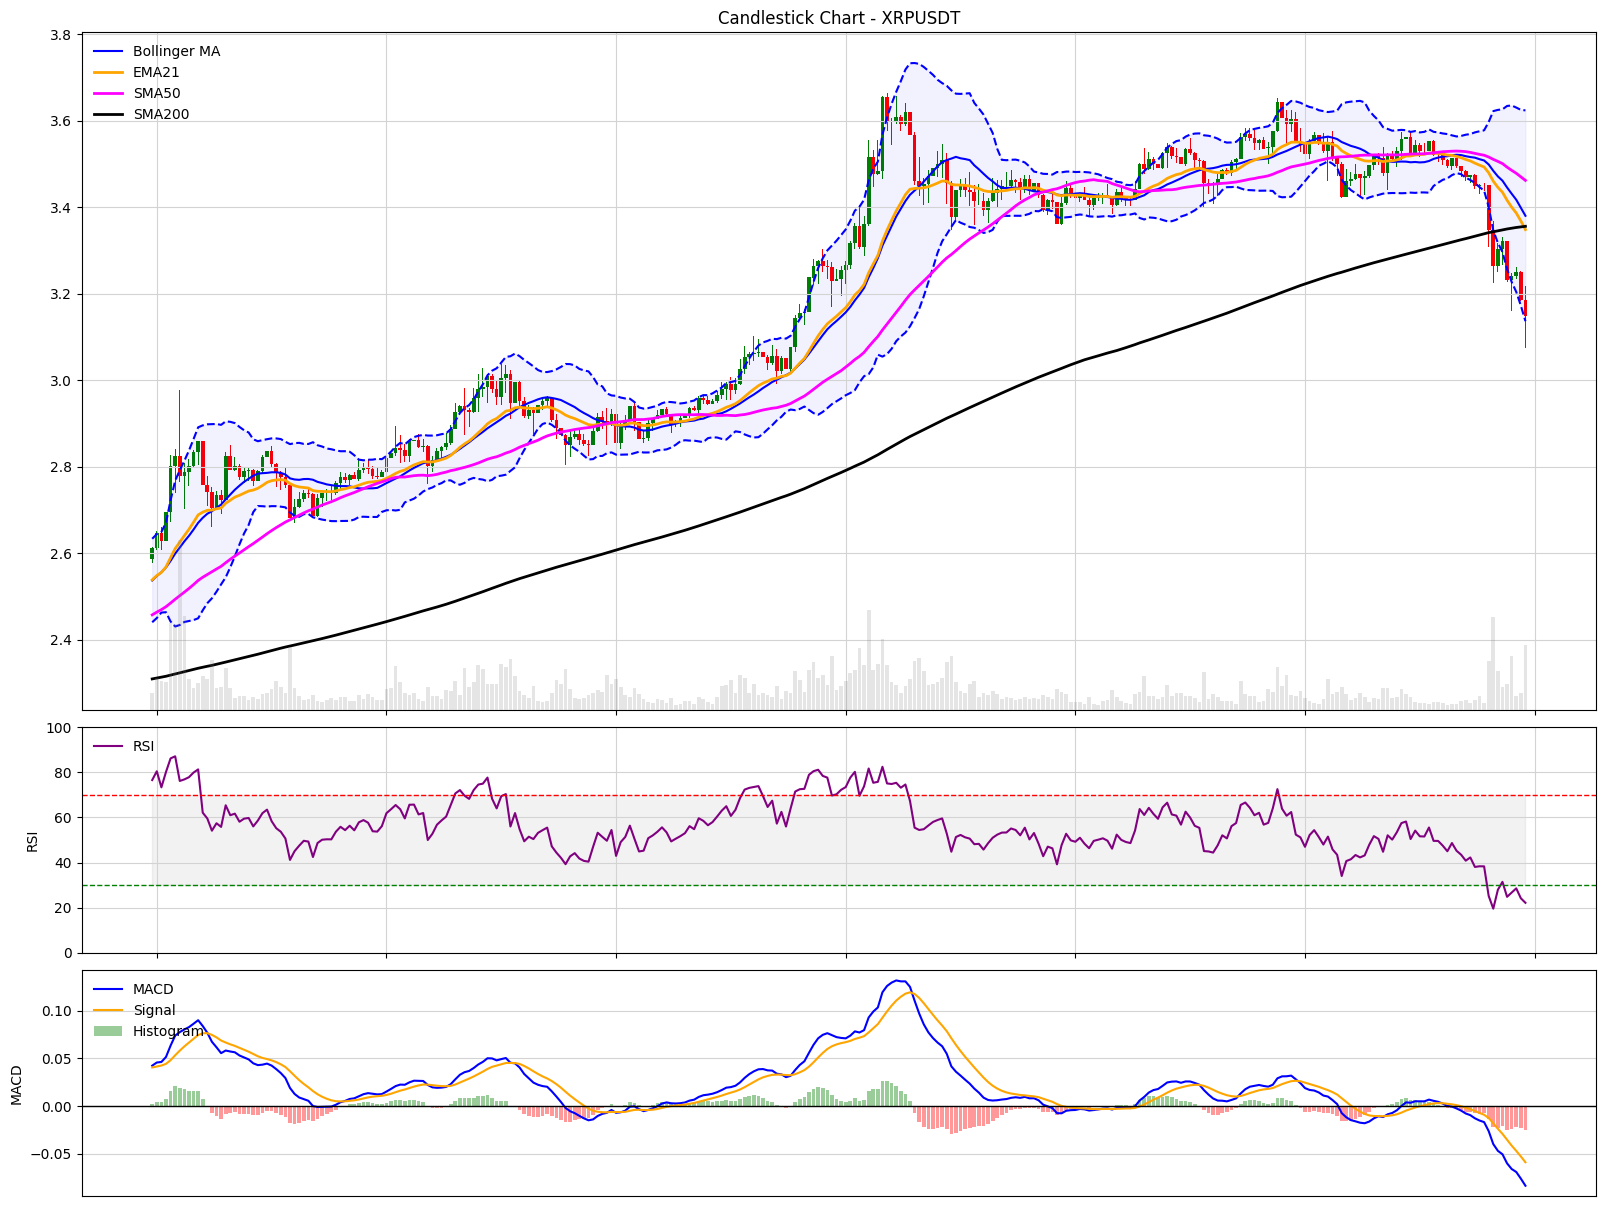 Candlestick Chart - XRPUSDT
3.8
3.6
3.4
3.2
3.0
2.8
2.6
2.4
Bollinger MA
EMA21
SMA50
SMA200
100
80
60
40
20
0
RSI
RSI
0.10
0.05
0.00
−0.05
MACD
MACD
Signal
Histogram